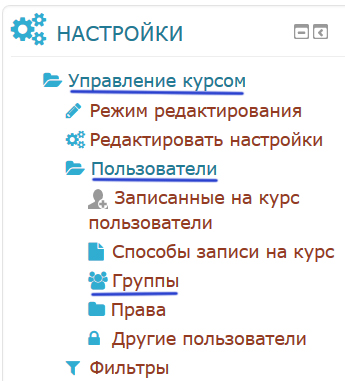 НАСТРОЙКИ
Управление курсом
Режим редактирования
Редактировать настройки
Пользователи
Записанные на курс
пользователи
Способы записи на курс
Группы
Права
Другие пользователи
Фильтры